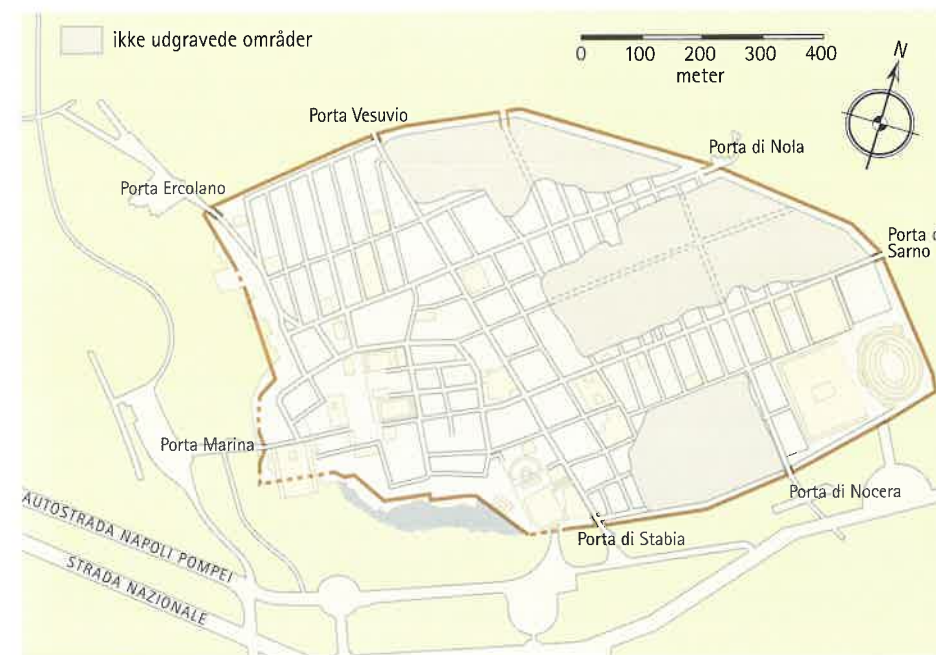 ikke udgravede områder
0 100 200 300 400
meter
N
Porta Vesuvio
Porta di Nola
Porta Ercolano
Porta
Sarno
Porta Marina
Porta di Nocera
Porta di Stabia
AUTOSTRADA NAPOLI POMPEI
STRADA NAZIONALE